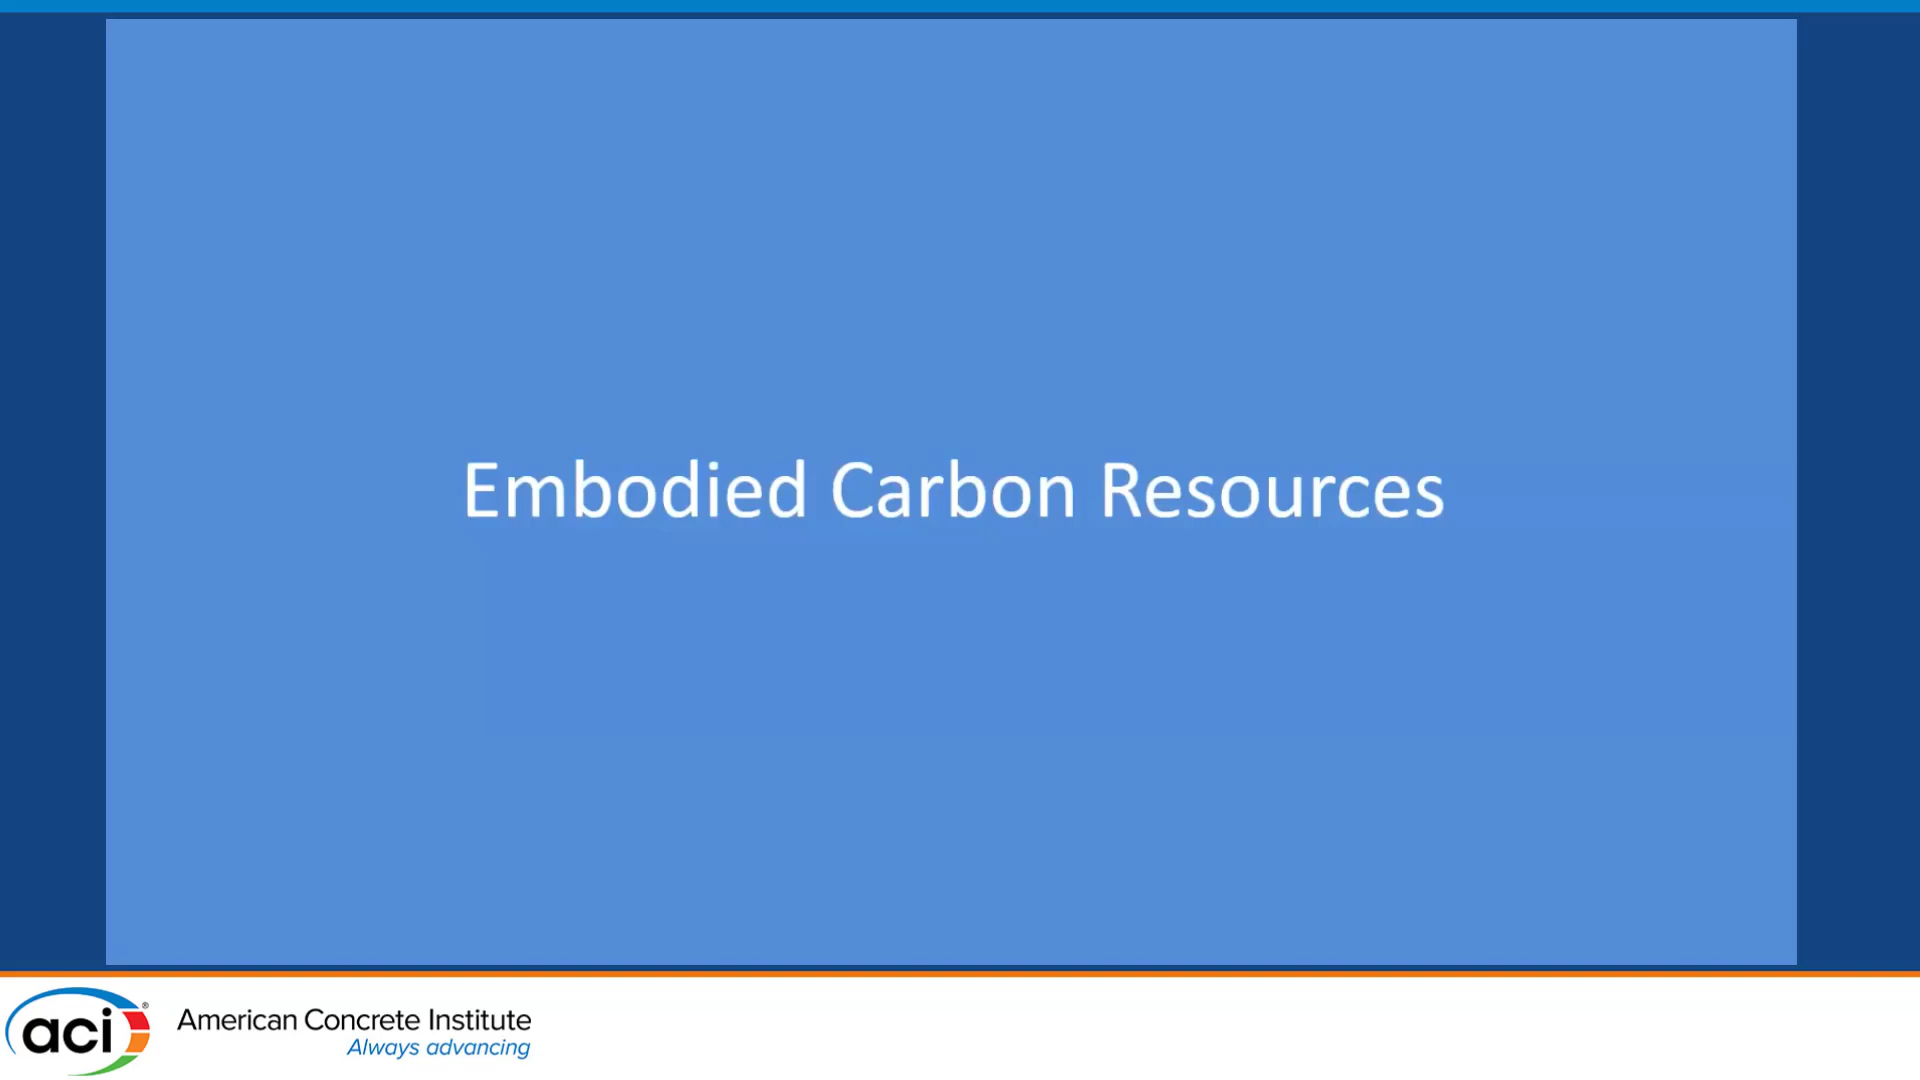 Embodied Carbon Resources
aci®
American Concrete Institute
Always advancing